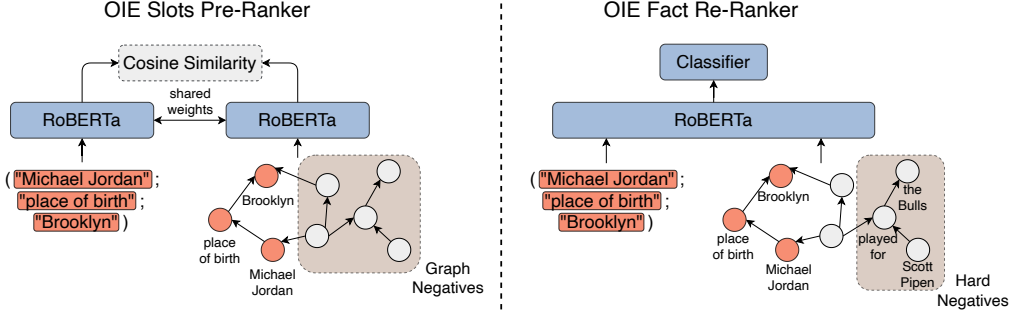 OIE Slots Pre-Ranker
Cosine Similarity
shared
weights
RoBERTa
RoBERTa
("Michael Jordan";
"place of birth";
"Brooklyn")
Brooklyn
place
of birth
Michael
Jordan
Graph
Negatives
OIE Fact Re-Ranker
Classifier
RoBERTa
("Michael Jordan";
"place of birth";
"Brooklyn")
Brooklyn
place
of birth
Michael
Jordan
the
Bulls
played
for
Scott
Pipen
Hard
Negatives